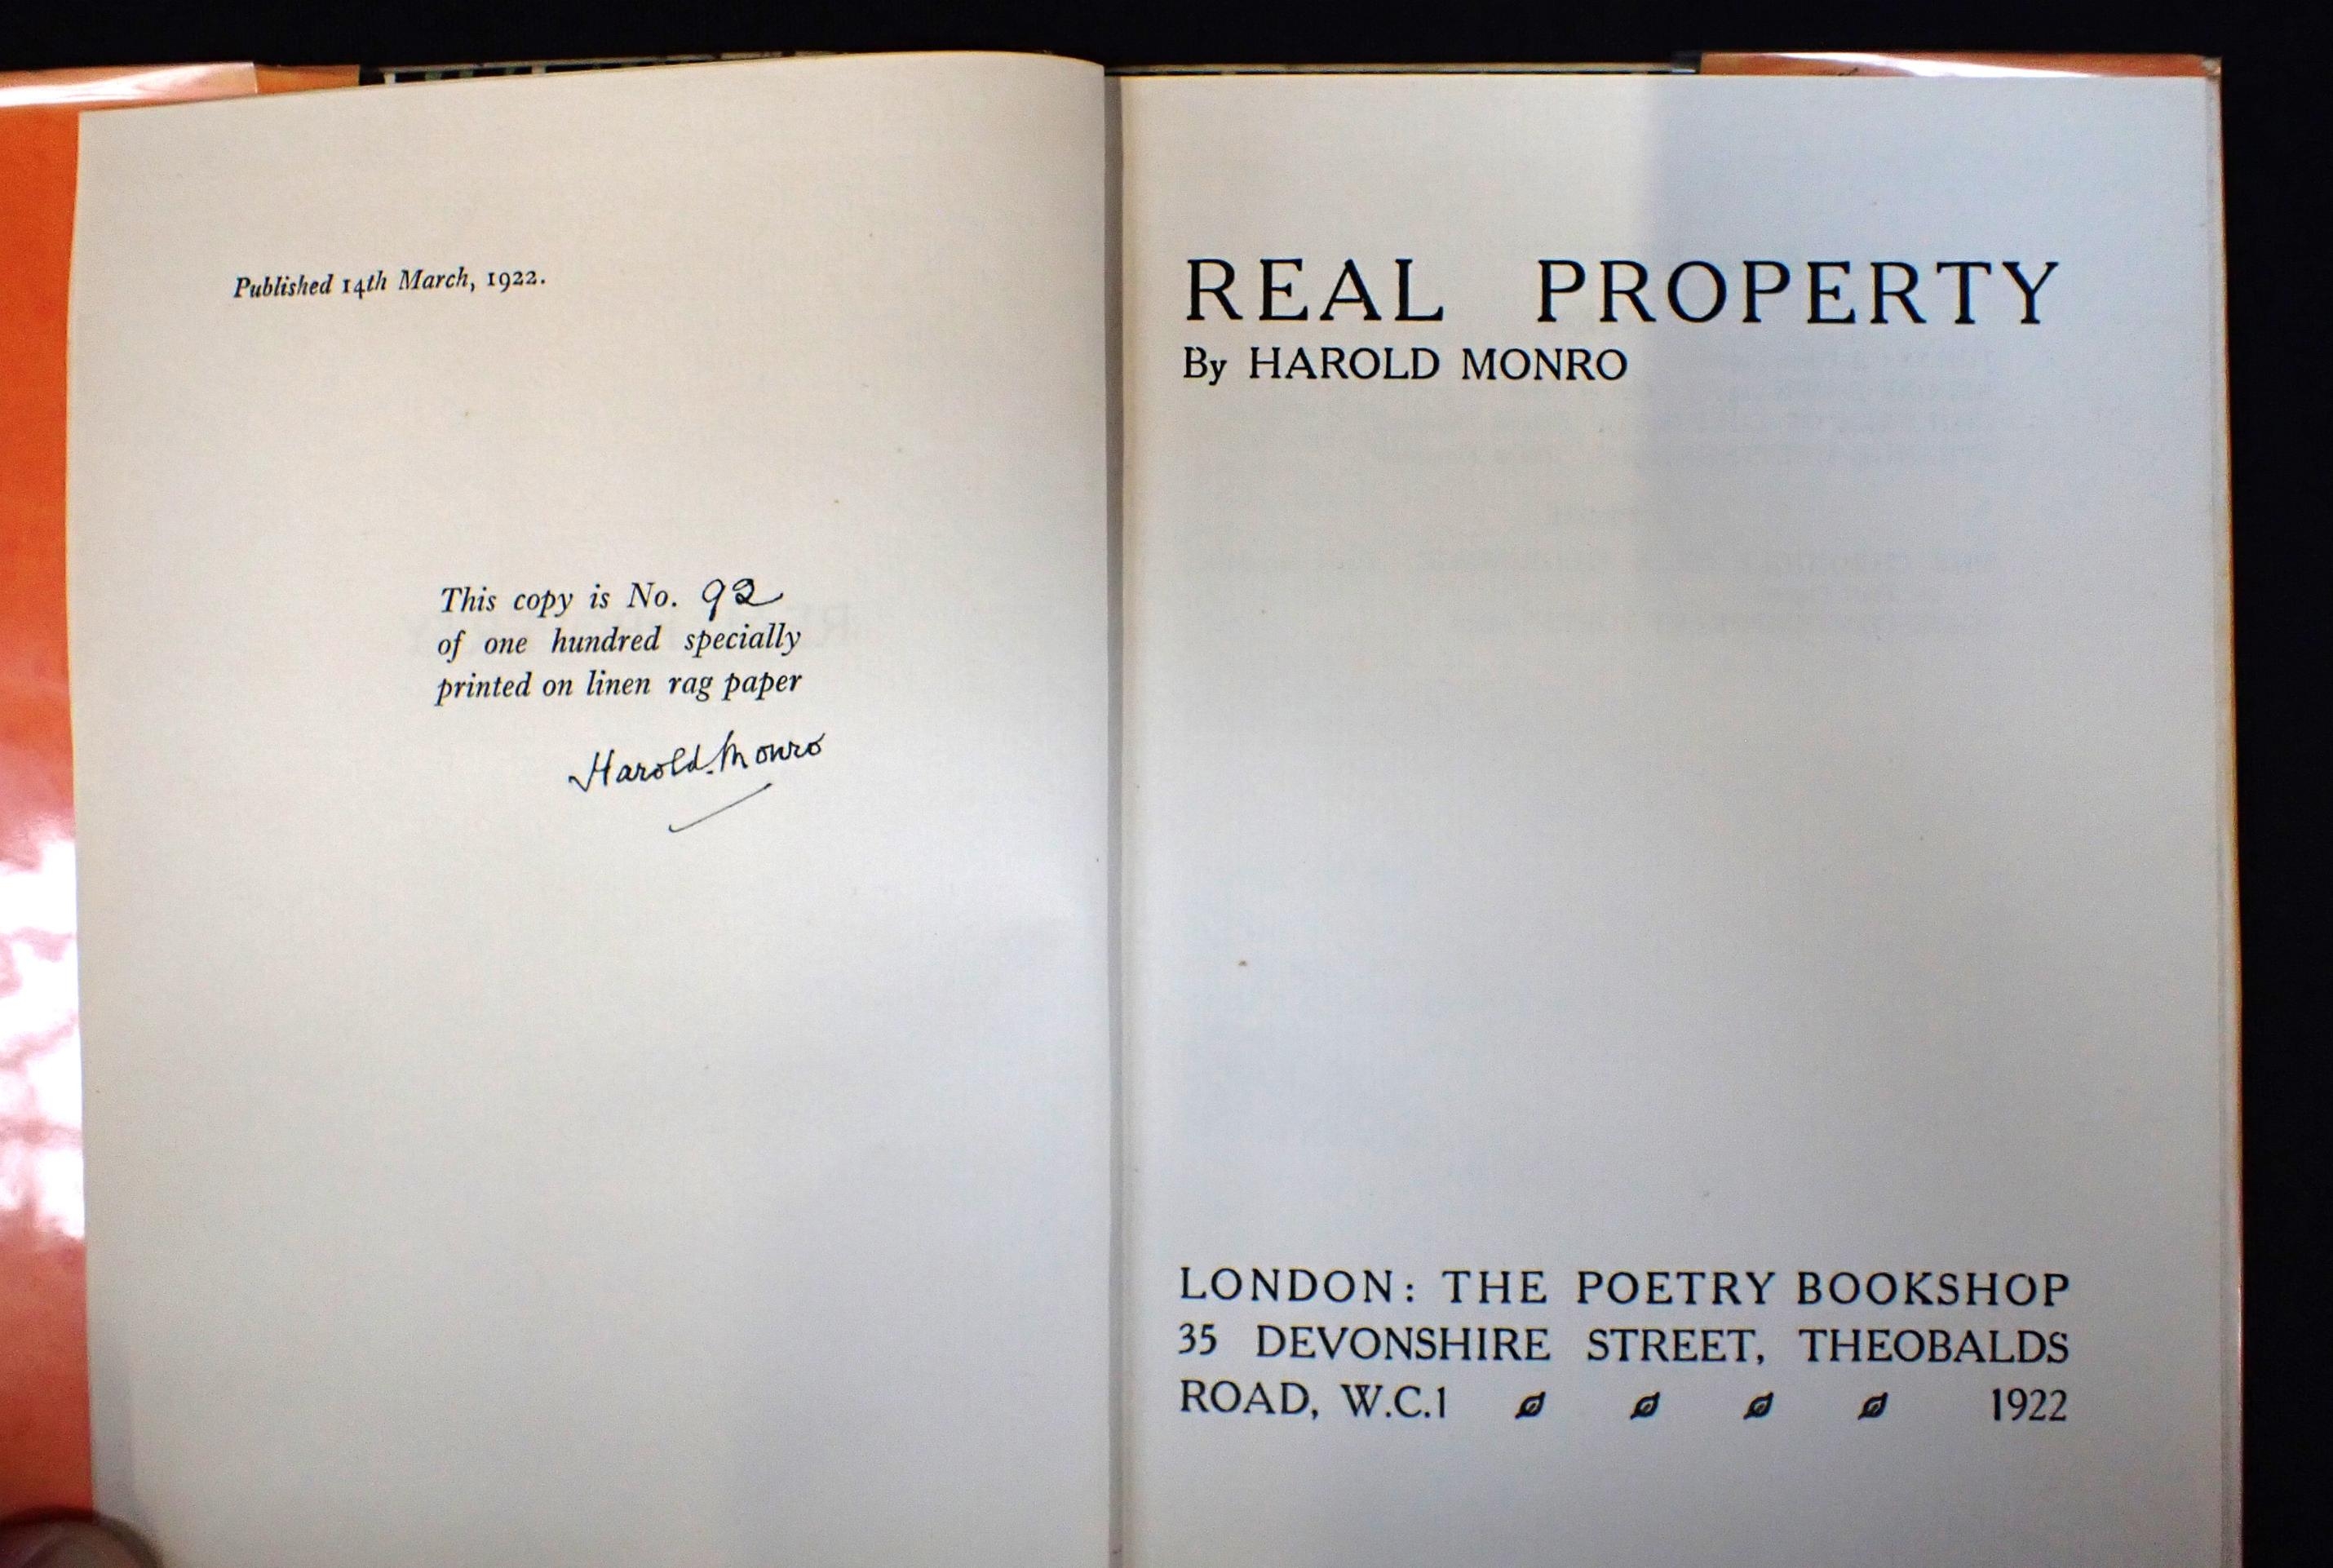 Published 14th March, 1922.
This copy is No. 92
of one hundred specially
printed on linen rag paper
Harold Monro
REAL PROPERTY
By HAROLD MONRO
LONDON: THE POETRY BOOKSHOP
35 DEVONSHIRE STREET, THEOBALDS
ROAD, W.C.1 1922